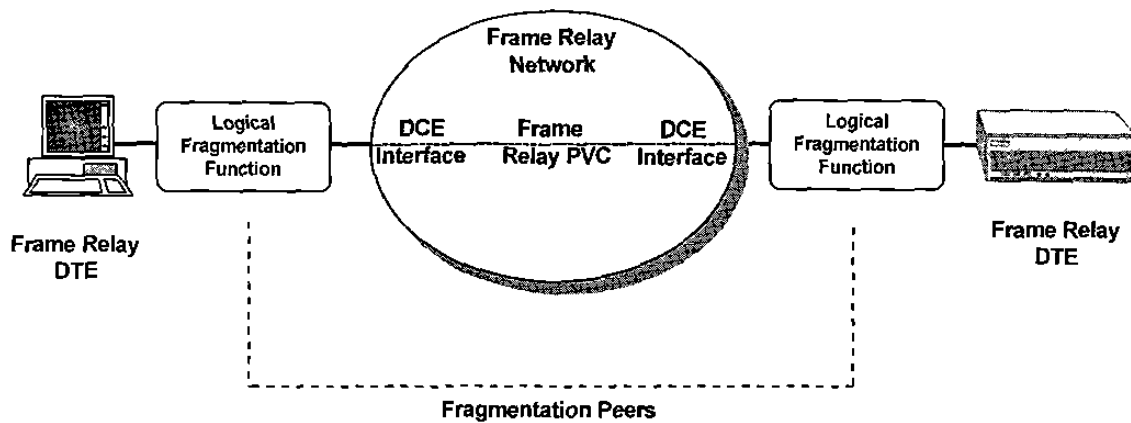 Frame Relay
Network
Logical
Fragmentation
Function
DCE
Interface
Frame
Relay PVC
DCE
Interface
Logical
Fragmentation
Function
Frame Relay
DTE
Frame Relay
DTE
Fragmentation Peers